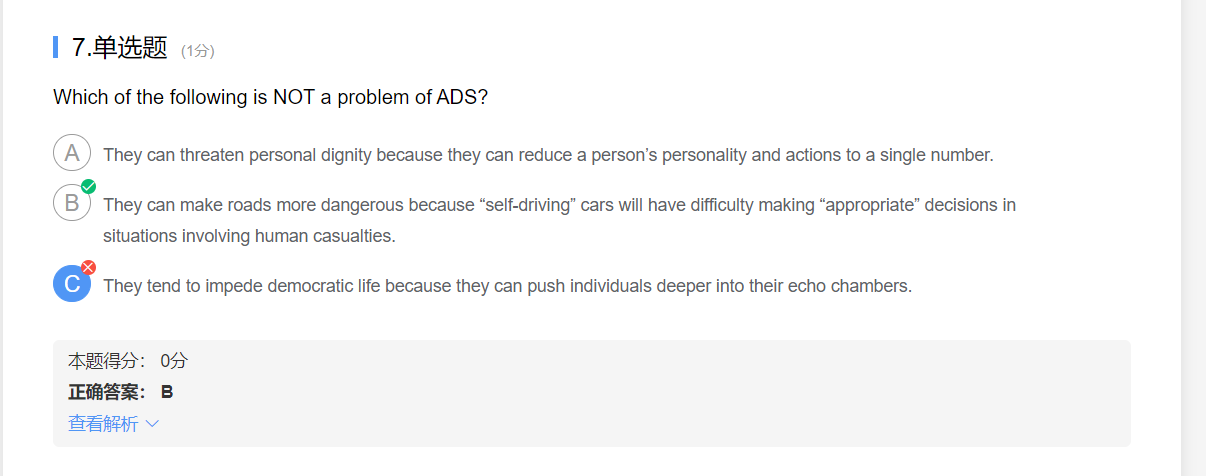 7.单选题 (1分)
Which of the following is NOT a problem of ADS?
A They can threaten personal dignity because they can reduce a person’s personality and actions to a single number.
B They can make roads more dangerous because “self-driving” cars will have difficulty making “appropriate” decisions in
situations involving human casualties.
C They tend to impede democratic life because they can push individuals deeper into their echo chambers.
本题得分： 0分
正确答案： B
查看解析